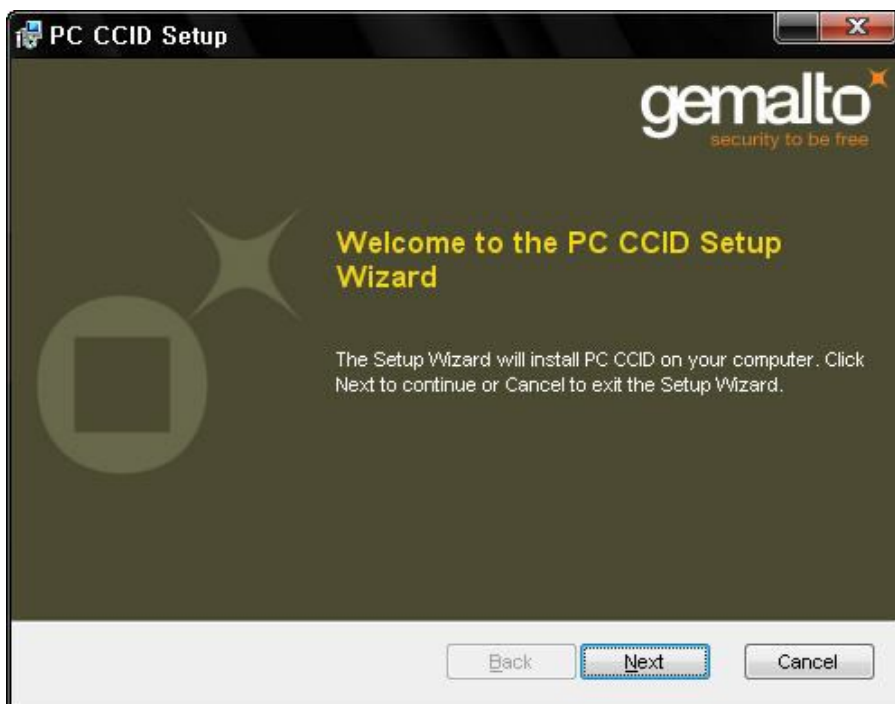 PC CCID Setup
gemalto
security to be free
Welcome to the PC CCID Setup
Wizard
The Setup Wizard will install PC CCID on your computer. Click
Next to continue or Cancel to exit the Setup Wizard.
Back
Next
Cancel